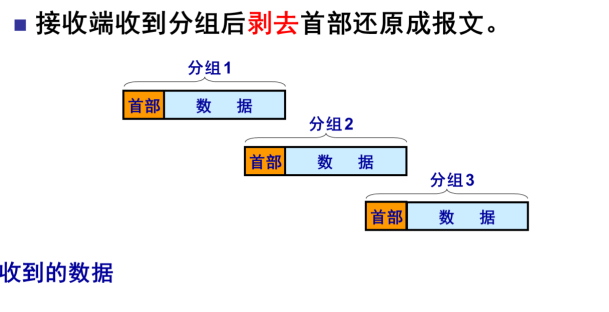 接收端收到分组后剥去首部还原成报文。
分组1
首部 数 据
分组2
首部 数 据
分组3
首部 数 据
收到的数据